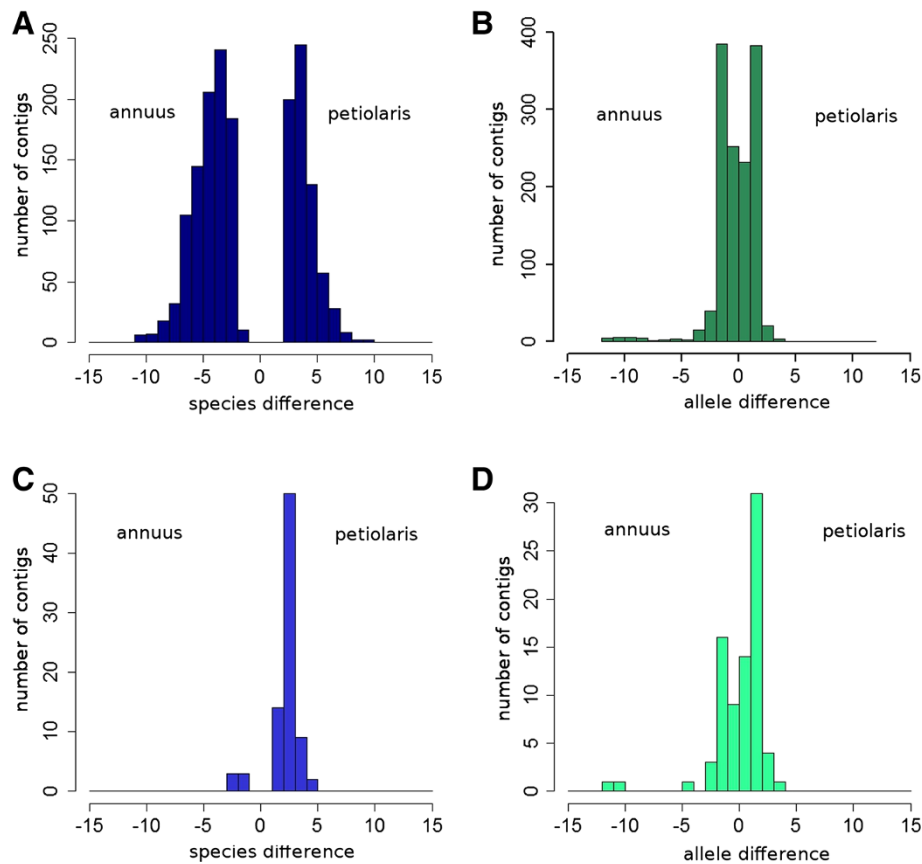 A
number of contigs
250
200
150
100
50
0
annuus
petiolaris
-15 -10 -5 0 5 10 15
species difference
B
number of contigs
400
300
200
100
0
annuus
petiolaris
-15 -10 -5 0 5 10 15
allele difference
C
number of contigs
50
40
30
20
10
0
annuus
petiolaris
-15 -10 -5 0 5 10 15
species difference
D
number of contigs
30
25
20
15
10
5
0
annuus
petiolaris
-15 -10 -5 0 5 10 15
allele difference